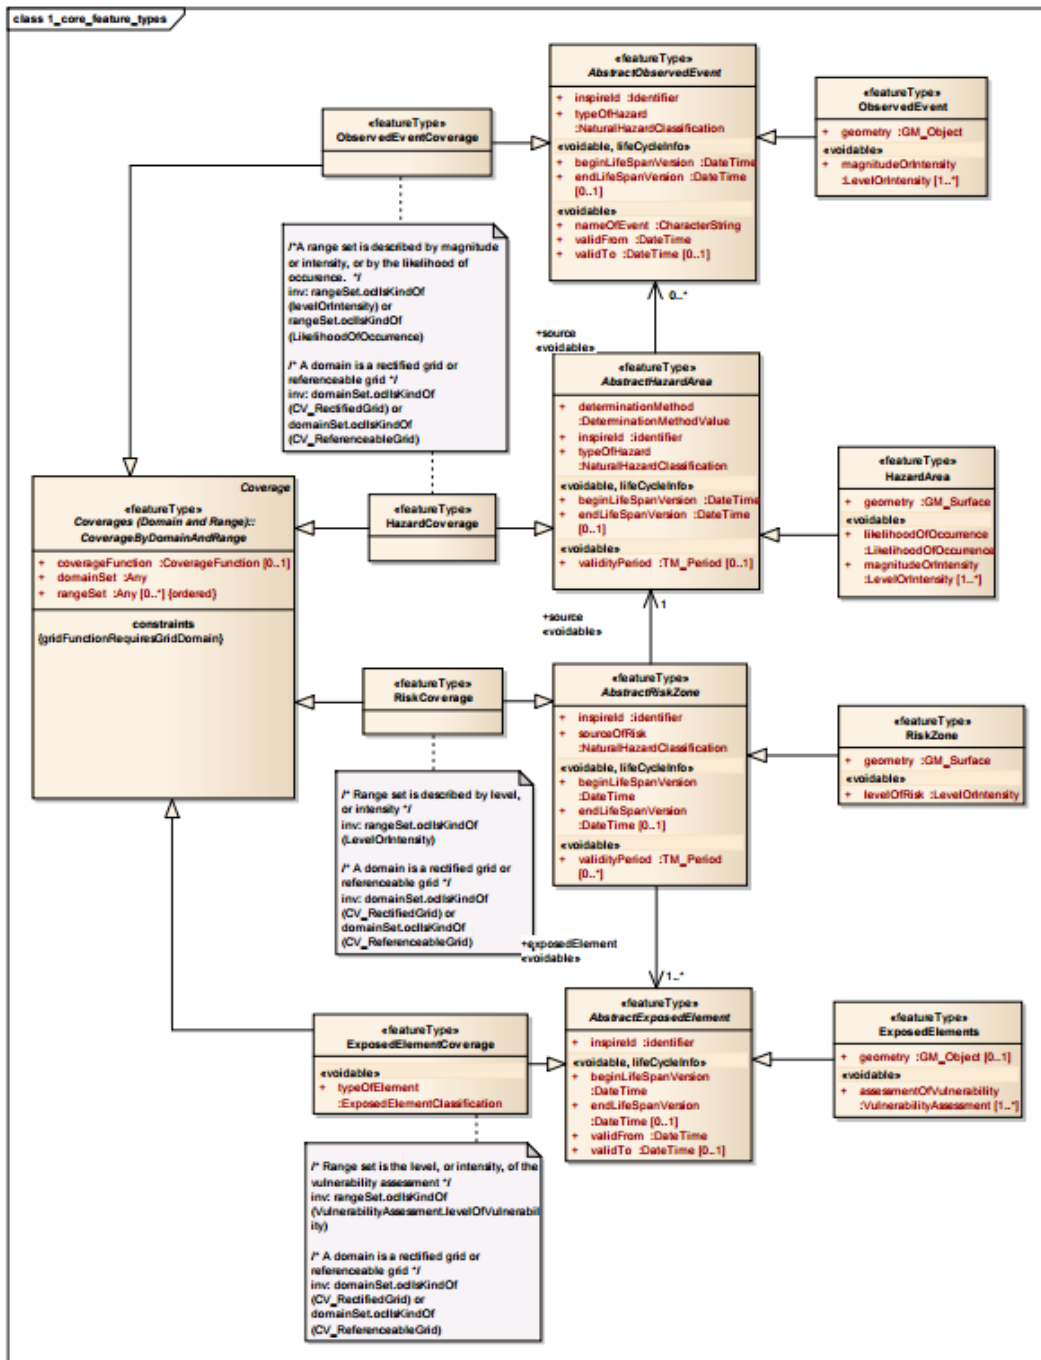 class 1_core_feature_types
«featureType»
AbstractObservedEvent
+ inspireId :Identifier
+ typeOfHazard
:NaturalHazardClassification
«voidable, lifeCycleInfo»
+ beginLifeSpanVersion :DateTime
+ endLifeSpanVersion :DateTime
[0..1]
«voidable»
+ nameOfEvent :CharacterString
+ validFrom :DateTime
+ validTo :DateTime [0..1]
«featureType»
ObservedEvent
+ geometry :GM_Object
«voidable»
+ magnitudeOrIntensity
:LevelOrIntensity [1..*]
«featureType»
ObservedEventCoverage
/*A range set is described by magnitude
or intensity, or by the likelihood of
occurence. */
inv: rangeSet.oclIsKindOf
(levelOrIntensity) or
rangeSet.oclIsKindOf
(LikelihoodOfOccurrence)
/* A domain is a rectified grid or
referenceable grid */
inv: domainSet.oclIsKindOf
(CV_RectifiedGrid) or
domainSet.oclIsKindOf
(CV_ReferenceableGrid)
0..*
+source
«voidable»
«featureType»
AbstractHazardArea
+ determinationMethod
:DeterminationMethodValue
+ inspireId :identifier
+ typeOfHazard
:NaturalHazardClassification
«voidable, lifeCycleInfo»
+ beginLifeSpanVersion :DateTime
+ endLifeSpanVersion :DateTime
[0..1]
«voidable»
+ validityPeriod :TM_Period [0..1]
«featureType»
HazardArea
+ geometry :GM_Surface
«voidable»
+ likelihoodOfOccurrence
:LikelihoodOfOccurrence
+ magnitudeOrIntensity
:LevelOrIntensity [1..*]
«featureType»
HazardCoverage
Coverage
«featureType»
Coverages (Domain and Range)::
CoverageByDomainAndRange
+ coverageFunction :CoverageFunction [0..1]
+ domainSet :Any
+ rangeSet :Any [0..*] {ordered}
constraints
{gridFunctionRequiresGridDomain}
1
+source
«voidable»
«featureType»
RiskCoverage
«featureType»
AbstractRiskZone
+ inspireId :identifier
+ sourceOfRisk
:NaturalHazardClassification
«voidable, lifeCycleInfo»
+ beginLifeSpanVersion
:DateTime
+ endLifeSpanVersion
:DateTime [0..1]
«voidable»
+ validityPeriod :TM_Period
[0..*]
«featureType»
RiskZone
+ geometry :GM_Surface
«voidable»
+ levelOfRisk :LevelOrIntensity
/* Range set is described by level,
or intensity */
inv: rangeSet.oclIsKindOf
(LevelOrIntensity)
/* A domain is a rectified grid or
referenceable grid */
inv: domainSet.oclIsKindOf
(CV_RectifiedGrid) or
domainSet.oclIsKindOf
(CV_ReferenceableGrid)
+exposedElement
«voidable»
1..*
«featureType»
AbstractExposedElement
+ inspireId :identifier
«voidable, lifeCycleInfo»
+ beginLifeSpanVersion
:DateTime
+ endLifeSpanVersion
:DateTime [0..1]
+ validFrom :DateTime
+ validTo :DateTime [0..1]
«featureType»
ExposedElements
+ geometry :GM_Object [0..1]
«voidable»
+ assessmentOfVulnerability
:VulnerabilityAssessment [1..*]
«featureType»
ExposedElementCoverage
«voidable»
+ typeOfElement
:ExposedElementClassification
/* Range set is the level, or intensity, of the
vulnerability assessment */
inv: rangeSet.oclIsKindOf
(VulnerabilityAssessment.levelOfVulnerabil
ity)
/* A domain is a rectified grid or
referenceable grid */
inv: domainSet.oclIsKindOf
(CV_RectifiedGrid) or
domainSet.oclIsKindOf
(CV_ReferenceableGrid)